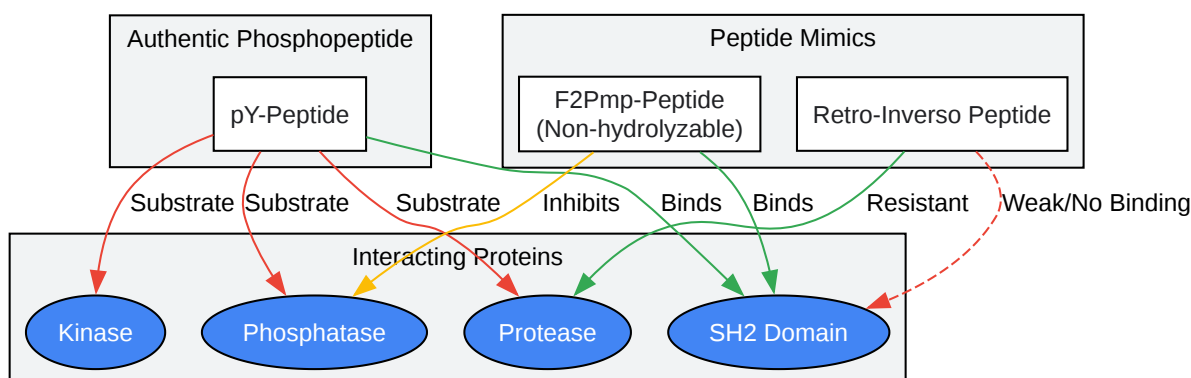 Authentic Phosphopeptide
Peptide Mimics
pY-Peptide
F2Pmp-Peptide
(Non-hydrolyzable)
Retro-Inverso Peptide
Substrate
Substrate
Substrate
Inhibits
Binds
Binds
Resistant
Weak/No Binding
Interacting Proteins
Kinase
Phosphatase
Protease
SH2 Domain